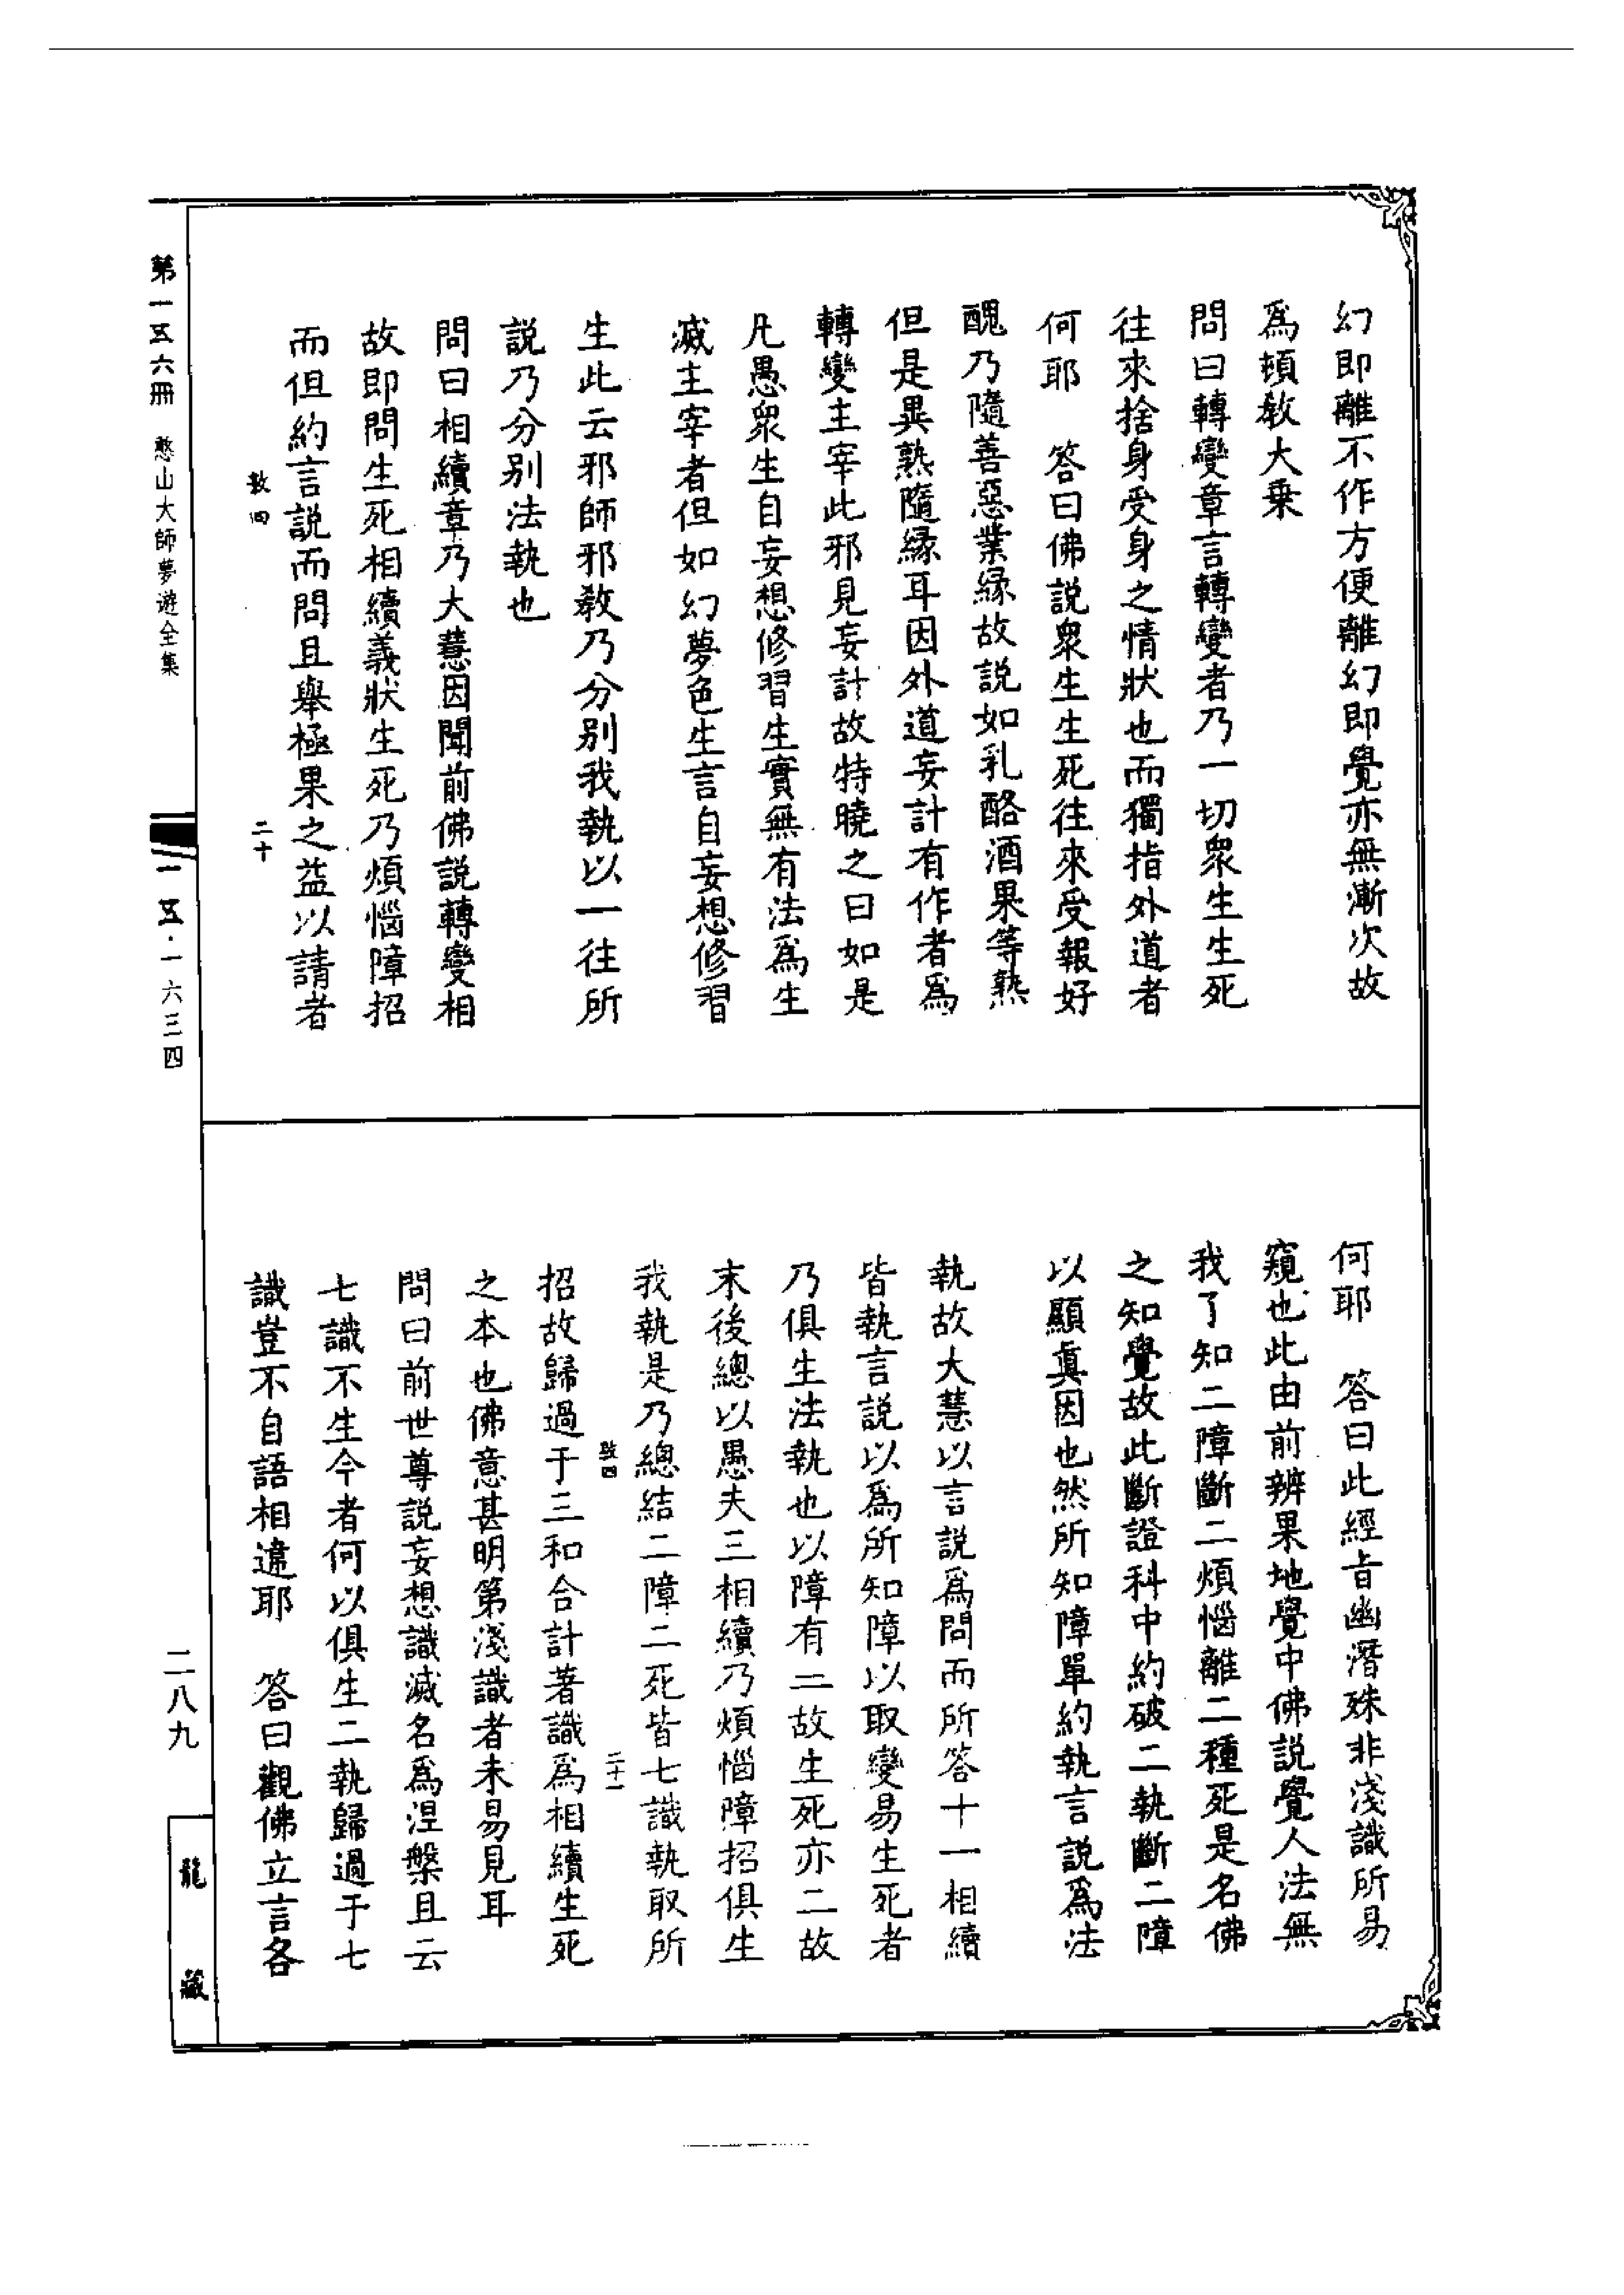 幻即離不作方便離幻即覺亦無漸次故
爲頓敎大乗
問曰轉變章言轉變者乃一切衆生生死
往來捨身受身之情狀也而獨指外道者
何耶　答曰佛説衆生生死往來受報好
醜乃隨善惡業緣故説如乳酪酒果等熟
但是異熟隨緣耳因外道妄計有作者爲
轉變主宰此邪見妄計故特曉之曰如是
凡愚衆生自妄想修習生實無有法爲生
滅主宰者但如幻夢色生言自妄想修習
生此云邪師邪敎乃分别我執以一往所
説乃分别法執也
問曰相續章乃大慧因聞前佛説轉變相
故即問生死相續義狀生死乃煩惱障招
而但約言説而問且舉極果之益以請者
二十
何耶　答曰此經旨幽潛殊非淺識所易
窺也此由前辨果地覺中佛説覺人法無
我了知二障斷二煩惱離二種死是名佛
之知覺故此斷證科中約破二執斷二障
以顯真因也然所知障單約執言説爲法
執故大慧以言説爲問而所答十一相續
皆執言説以爲所知障以取變易生死者
乃俱生法執也以障有二故生死亦二故
末後總以愚夫三相續乃煩惱障招俱生
我執是乃總結二障二死皆七識執取所
二十一
招故歸過于三和合計著識爲相續生死
之本也佛意甚明第淺識者未易見耳
問曰前世尊説妄想識滅名爲涅槃且云
七識不生今者何以俱生二執歸過于七
識豈不自語相違耶　答曰觀佛立言各
第一五六冊　憨山大師夢遊全集
一五·一六三四
二八九
龍藏